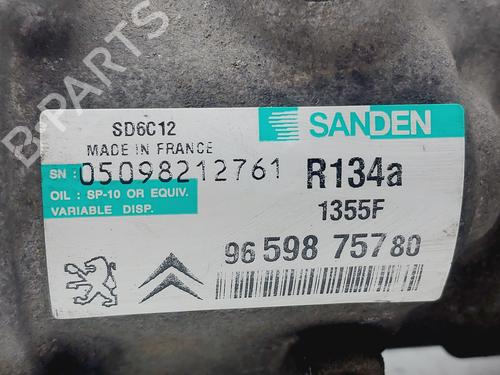 SD6C12
MADE IN FRANCE
SN : 05098212761
OIL : SP-10 OR EQUIV.
VARIABLE DISP.
SANDEN
R134a
1355F
96 598 757 80
B-PARTS